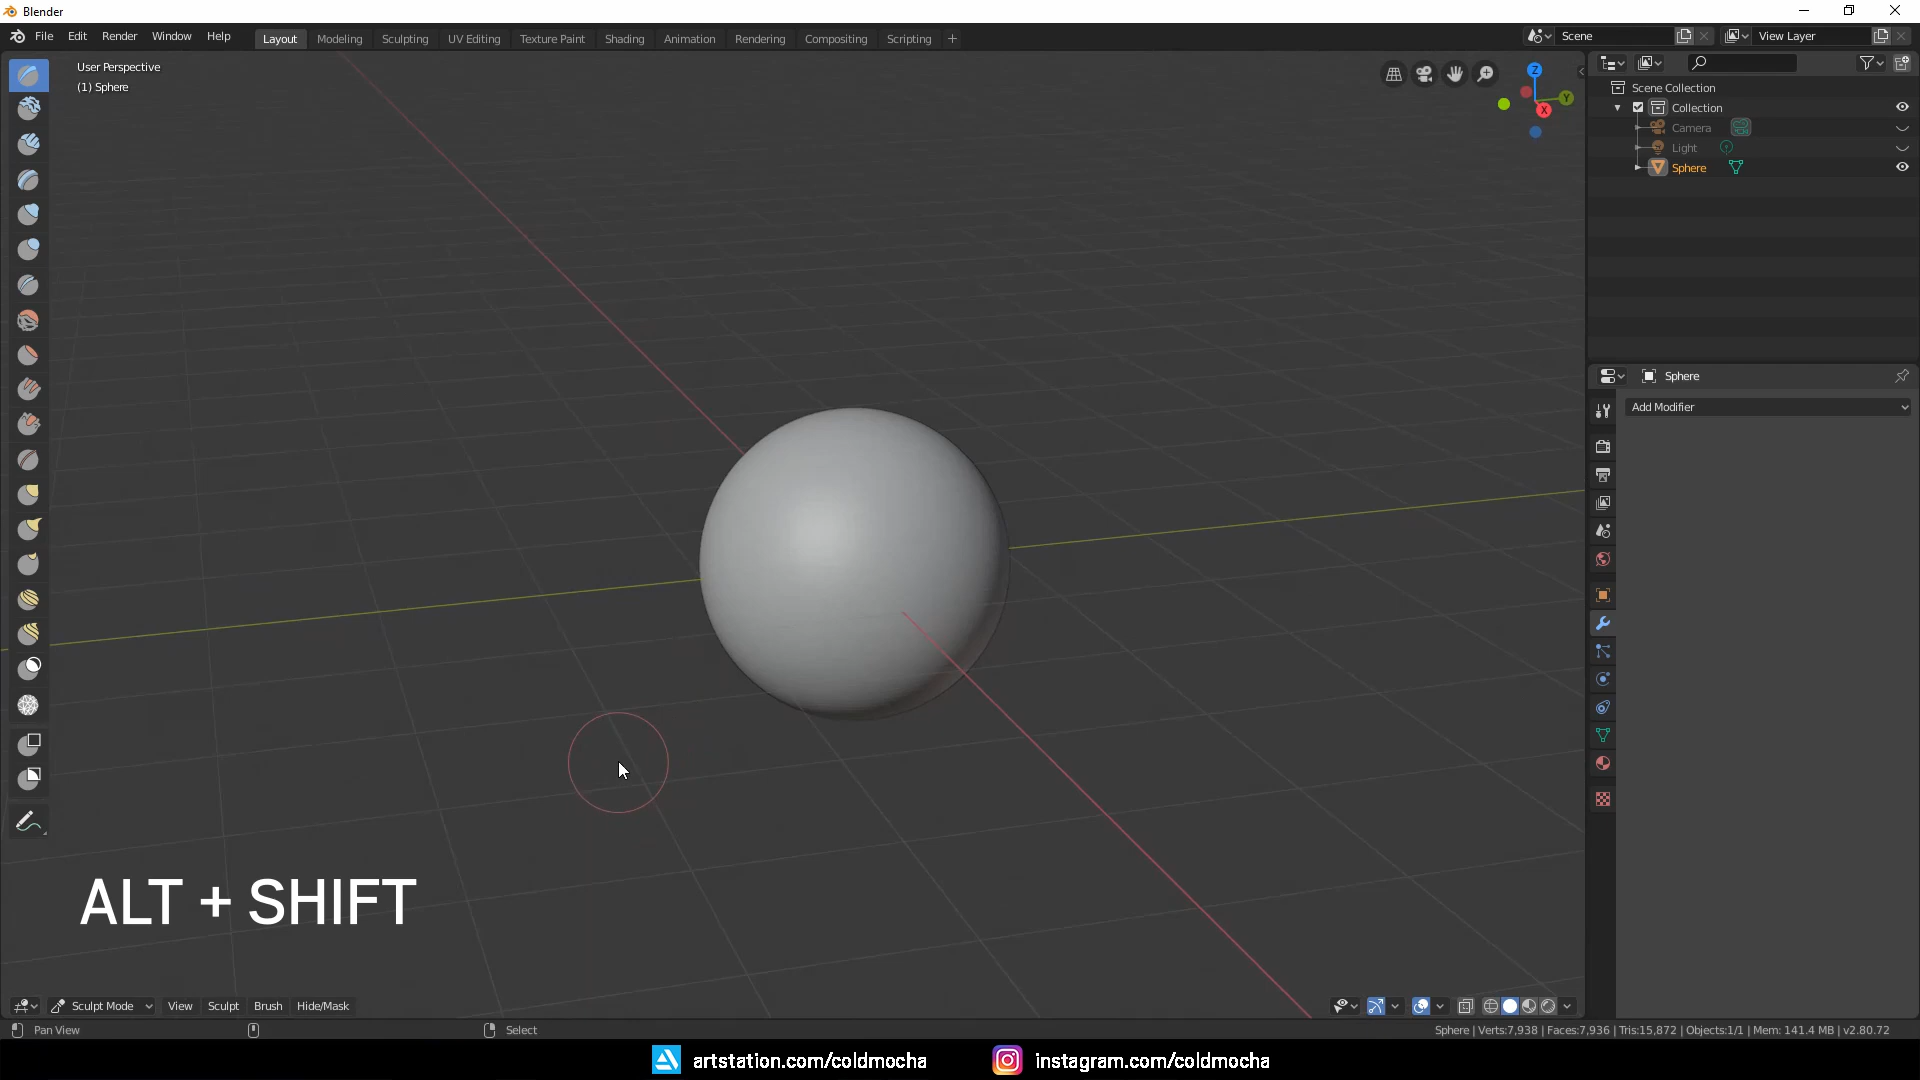 Blender
File Edit Render Window Help Layout Modeling Sculpting UV Editing Texture Paint Shading Animation Rendering Compositing Scripting + Scene View Layer
User Perspective
(1) Sphere
Z
Y
X
Scene Collection
Collection
Camera
Light
Sphere
Sphere
Add Modifier
ALT + SHIFT
Sculpt Mode View Sculpt Brush Hide/Mask
Pan View Select Sphere | Verts:7,938 | Faces:7,936 | Tris:15,872 | Objects:1/1 | Mem: 141.4 MB | v2.80.72
artstation.com/coldmocha instagram.com/coldmocha